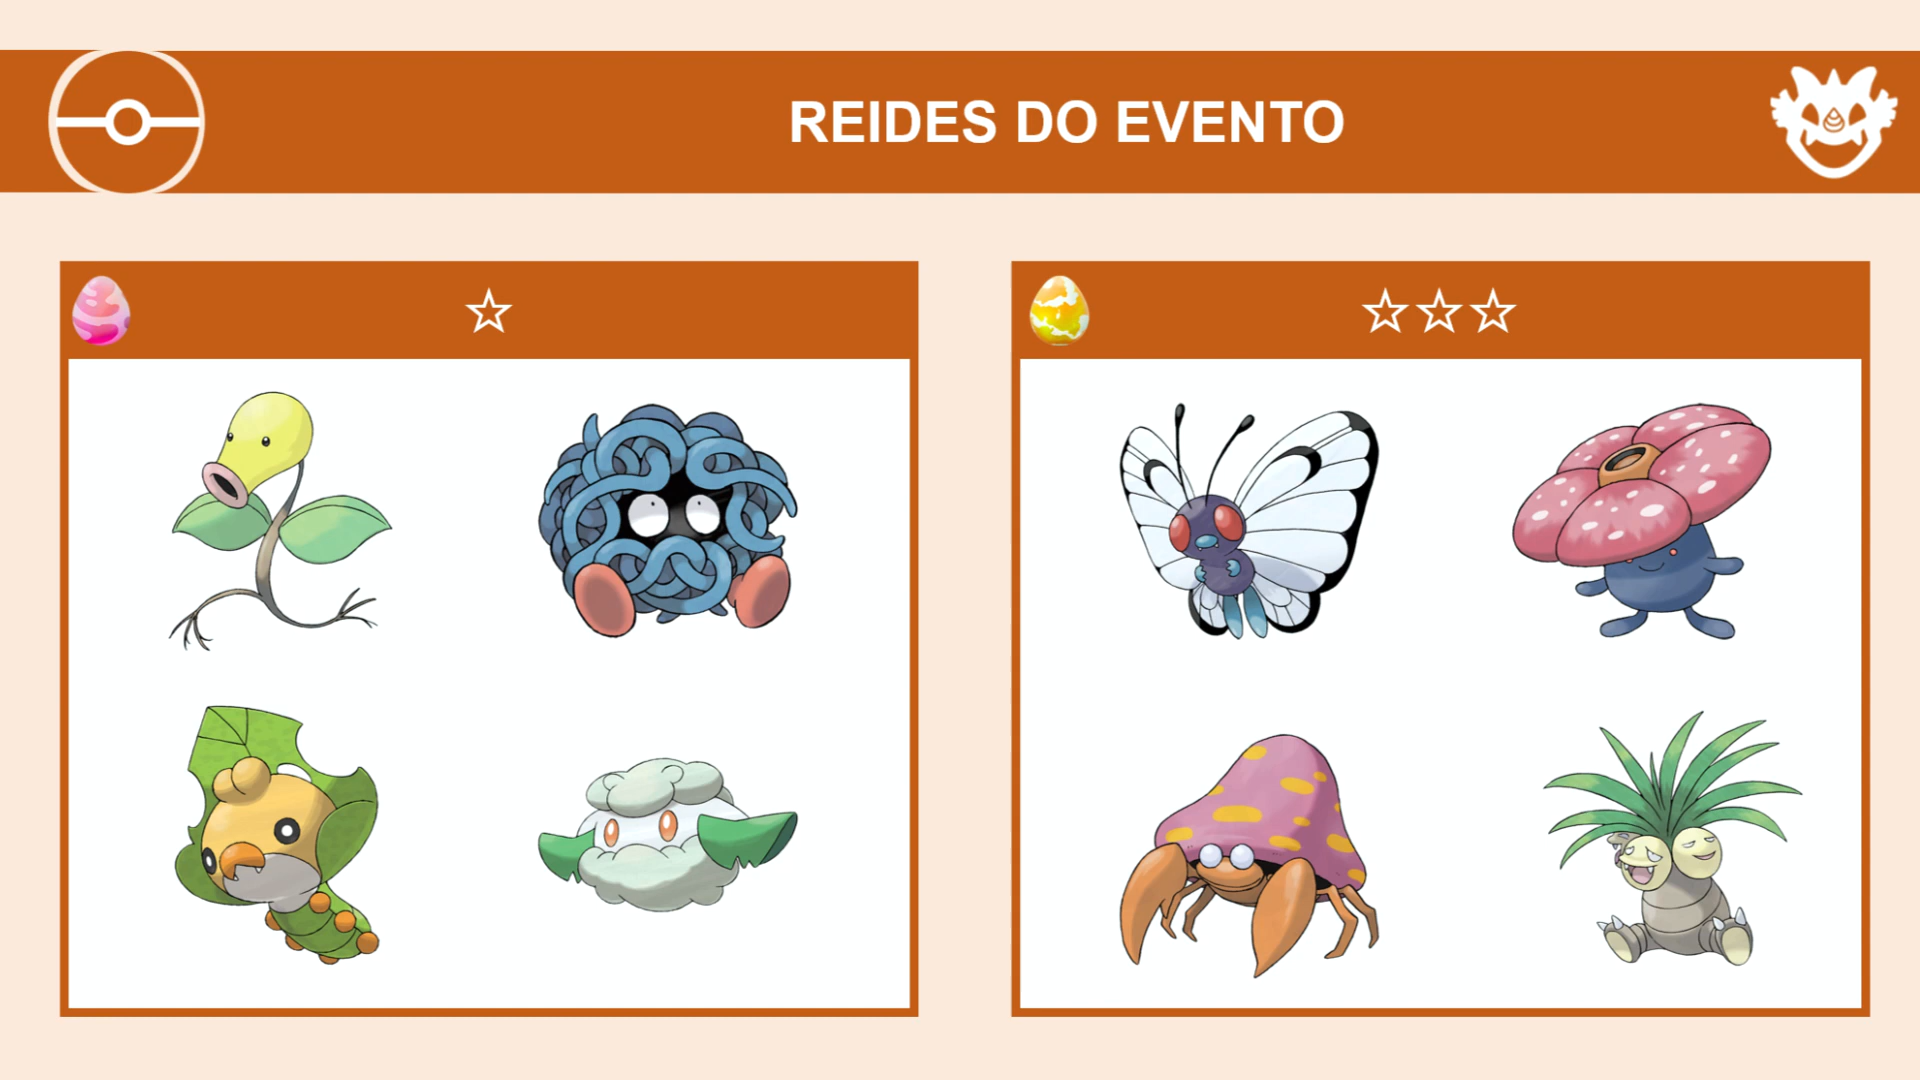 REIDES DO EVENTO
☆
☆☆☆